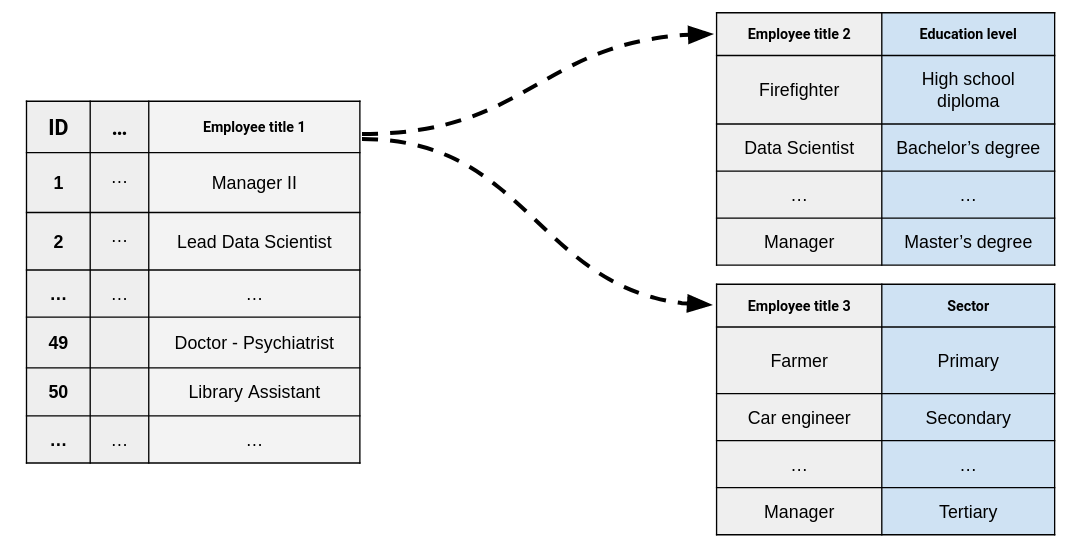 ID ... Employee title 1
1 ... Manager II
2 ... Lead Data Scientist
... ... ...
49 Doctor - Psychiatrist
50 Library Assistant
... ... ...
Employee title 2 Education level
Firefighter High school
diploma
Data Scientist Bachelor’s degree
... ...
Manager Master’s degree
Employee title 3 Sector
Farmer Primary
Car engineer Secondary
... ...
Manager Tertiary